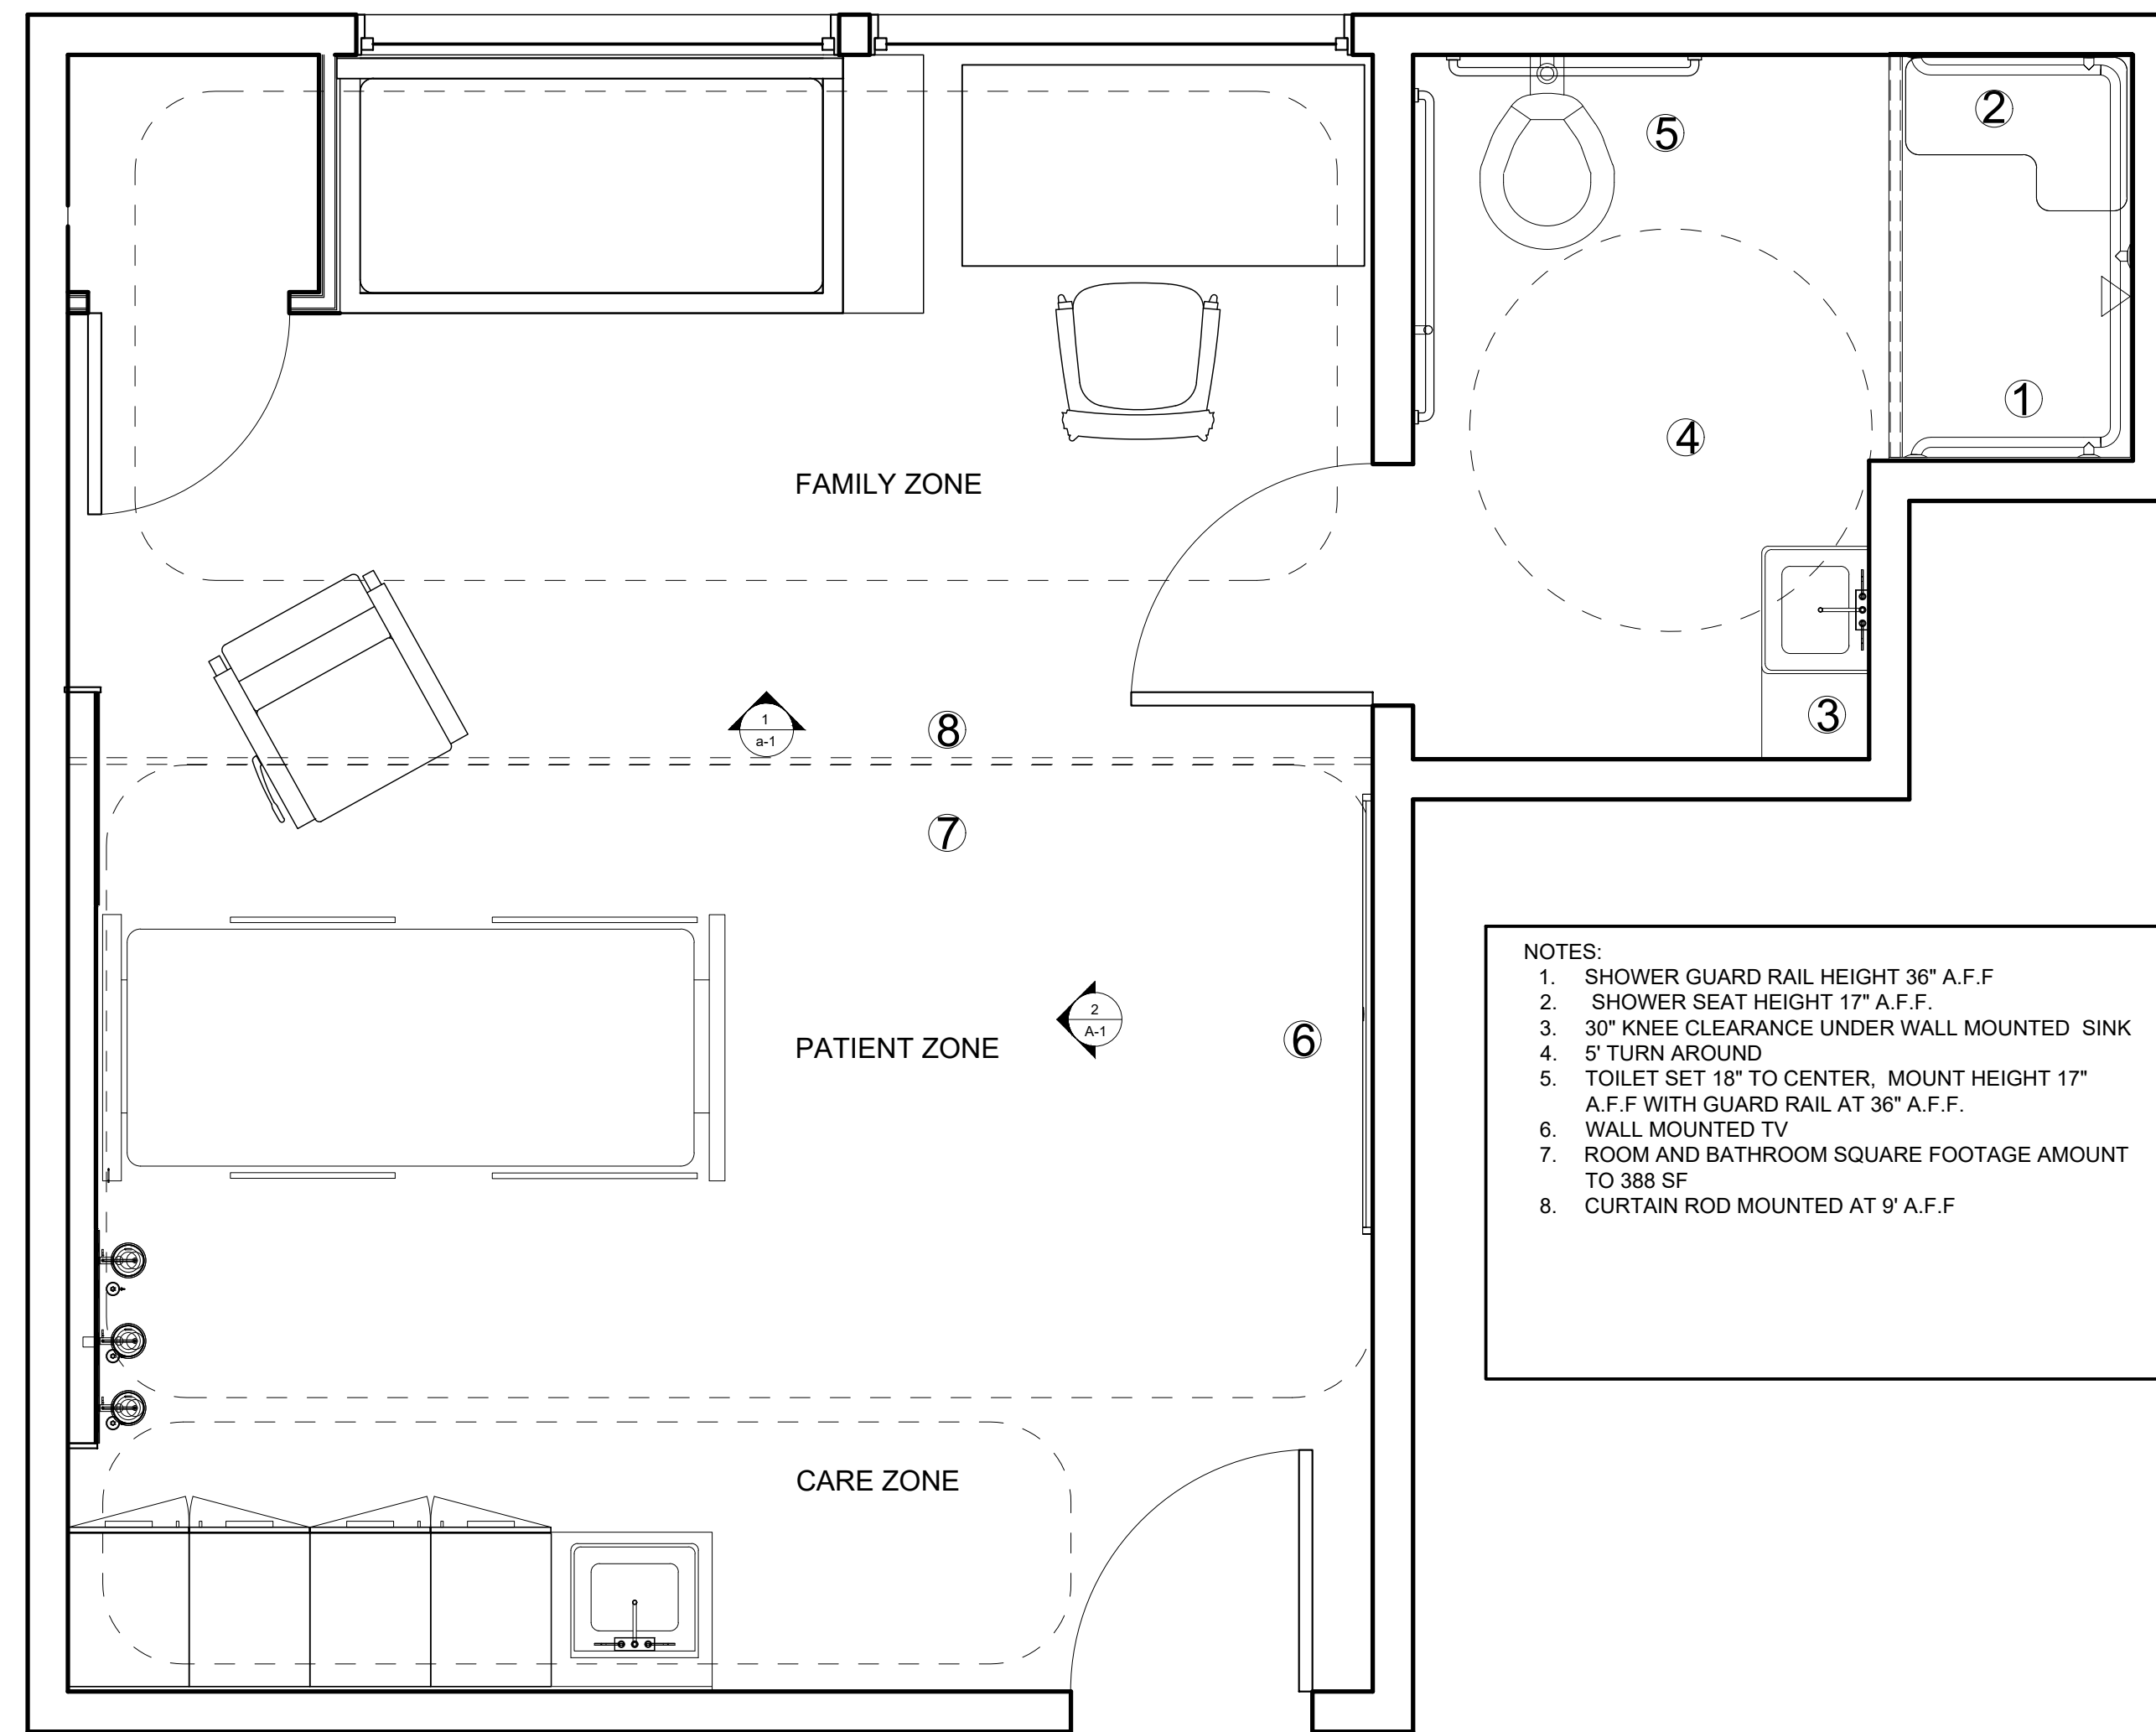 2
5
1
4
FAMILY ZONE
3
1
a-1
8
7
2
A-1
6
PATIENT ZONE
CARE ZONE
NOTES:
1. SHOWER GUARD RAIL HEIGHT 36" A.F.F
2. SHOWER SEAT HEIGHT 17" A.F.F.
3. 30" KNEE CLEARANCE UNDER WALL MOUNTED SINK
4. 5' TURN AROUND
5. TOILET SET 18" TO CENTER, MOUNT HEIGHT 17"
A.F.F WITH GUARD RAIL AT 36" A.F.F.
6. WALL MOUNTED TV
7. ROOM AND BATHROOM SQUARE FOOTAGE AMOUNT
TO 388 SF
8. CURTAIN ROD MOUNTED AT 9' A.F.F